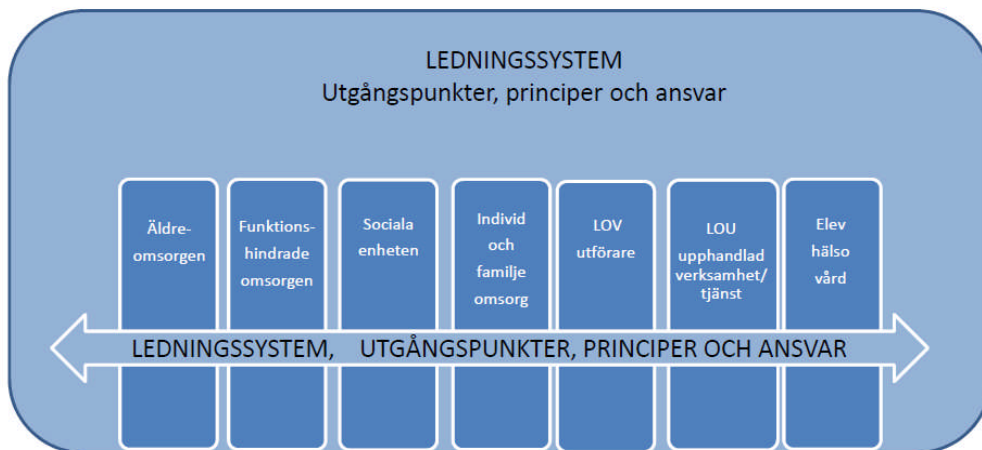 LEDNINGSSYSTEM
Utgångspunkter, principer och ansvar
Äldre-
omsorgen
Funktions-
hindrade
omsorgen
Sociala
enheten
Individ
och
familje
omsorg
LOV
utförare
LOU
upphandlad
verksamhet/
tjänst
Elev
hälso
vård
LEDNINGSSYSTEM, UTGÅNGSPUNKTER, PRINCIPER OCH ANSVAR